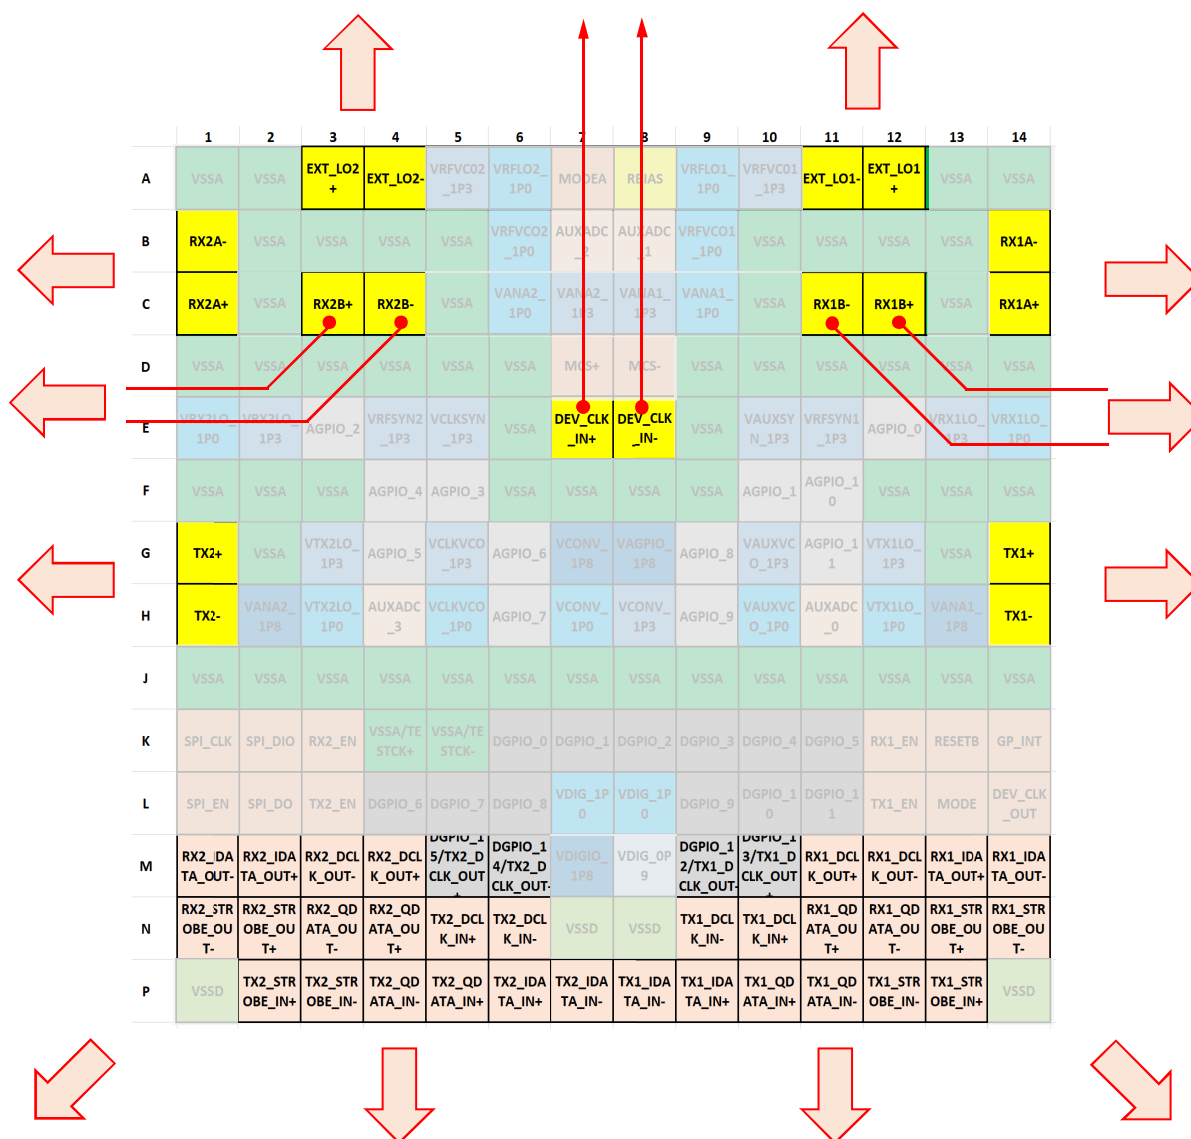 1 2 3 4 5 6 7 8 9 10 11 12 13 14
A VSSA VSSA EXT_LO2+ EXT_LO2- VRFVC02_1P3 VRFLO2_1P0 MODEA RBIAS VRFLO1_1P0 VRFVC01_1P3 EXT_LO1- EXT_LO1+ VSSA VSSA
B RX2A- VSSA VSSA VSSA VSSA VRFVCO2_1P0 AUXADC_2 AUXADC_1 VRFVCO1_1P0 VSSA VSSA VSSA VSSA RX1A-
C RX2A+ VSSA RX2B+ RX2B- VSSA VANA2_1P0 VANA2_1P3 VANA1_1P3 VANA1_1P0 VSSA RX1B- RX1B+ VSSA RX1A+
D VSSA VSSA VSSA VSSA VSSA VSSA MCS+ MCS- VSSA VSSA VSSA VSSA VSSA VSSA
E VRX2LO_1P0 VRX2LO_1P3 AGPIO_2 VRFSYN2_1P3 VCLKSYN_1P3 VSSA DEV_CLK_IN+ DEV_CLK_IN- VSSA VAUXSYN_1P3 VRFSYN1_1P3 AGPIO_0 VRX1LO_1P3 VRX1LO_1P0
F VSSA VSSA VSSA AGPIO_4 AGPIO_3 VSSA VSSA VSSA VSSA AGPIO_1 AGPIO_10 VSSA VSSA VSSA
G TX2+ VSSA VTX2LO_1P3 AGPIO_5 VCLKVCO_1P3 AGPIO_6 VCONV_1P8 VAGPIO_1P8 AGPIO_8 VAUXVCO_1P3 AGPIO_11 VTX1LO_1P3 VSSA TX1+
H TX2- VANA2_1P8 VTX2LO_1P0 AUXADC_3 VCLKVCO_1P0 AGPIO_7 VCONV_1P0 VCONV_1P3 AGPIO_9 VAUXVCO_1P0 AUXADC_0 VTX1LO_1P0 VANA1_1P8 TX1-
J VSSA VSSA VSSA VSSA VSSA VSSA VSSA VSSA VSSA VSSA VSSA VSSA VSSA VSSA
K SPI_CLK SPI_DIO RX2_EN VSSA/TESTCK+ VSSA/TESTCK- DGPIO_0 DGPIO_1 DGPIO_2 DGPIO_3 DGPIO_4 DGPIO_5 RX1_EN RESETB GP_INT
L SPI_EN SPI_DO TX2_EN DGPIO_6 DGPIO_7 DGPIO_8 VDIG_1P0 VDIG_1P0 DGPIO_9 DGPIO_10 DGPIO_11 TX1_EN MODE DEV_CLK_OUT
M RX2_IDATA_OUT- RX2_IDATA_OUT+ RX2_DCLK_OUT- RX2_DCLK_OUT+ DGPIO_15/TX2_DCLK_OUT+ DGPIO_14/TX2_DCLK_OUT- VDIGIO_1P8 VDIG_0P9 DGPIO_12/TX1_DCLK_OUT- DGPIO_13/TX1_DCLK_OUT+ RX1_DCLK_OUT+ RX1_DCLK_OUT- RX1_IDATA_OUT+ RX1_IDATA_OUT-
N RX2_STROBE_OUT- RX2_STROBE_OUT+ RX2_QDATA_OUT- RX2_QDATA_OUT+ TX2_DCLK_IN+ TX2_DCLK_IN- VSSD VSSD TX1_DCLK_IN- TX1_DCLK_IN+ RX1_QDATA_OUT+ RX1_QDATA_OUT- RX1_STROBE_OUT+ RX1_STROBE_OUT-
P VSSD TX2_STROBE_IN+ TX2_STROBE_IN- TX2_QDATA_IN- TX2_QDATA_IN+ TX2_IDATA_IN+ TX2_IDATA_IN- TX1_IDATA_IN- TX1_IDATA_IN+ TX1_QDATA_IN+ TX1_QDATA_IN- TX1_STROBE_IN- TX1_STROBE_IN+ VSSD